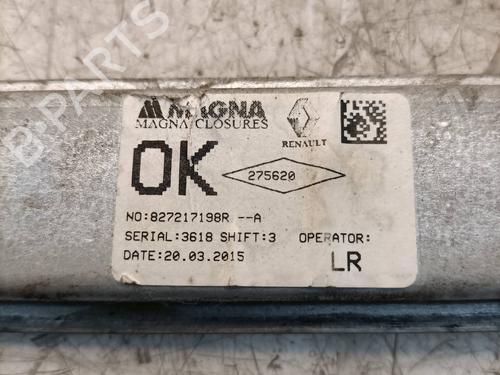 MAGNA
MAGNA CLOSURES
RENAULT
OK
275620
NO:827217198R --A
SERIAL:3618 SHIFT:3 OPERATOR:
DATE:20.03.2015 LR
B-PARTS